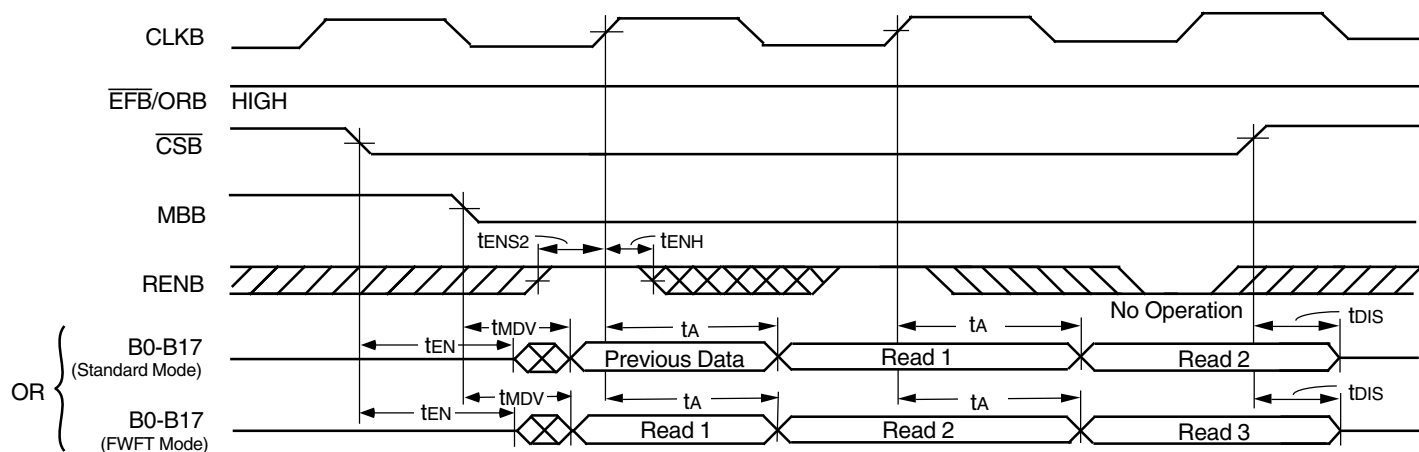 CLKB
EFB/ORB HIGH
CSB
MBB
tENS2 tENH
RENB
No Operation
tMDV tA tA tDIS
tEN
B0-B17 Previous Data Read 1 Read 2
(Standard Mode)
OR
tMDV tA tA tDIS
tEN
B0-B17 Read 1 Read 2 Read 3
(FWFT Mode)